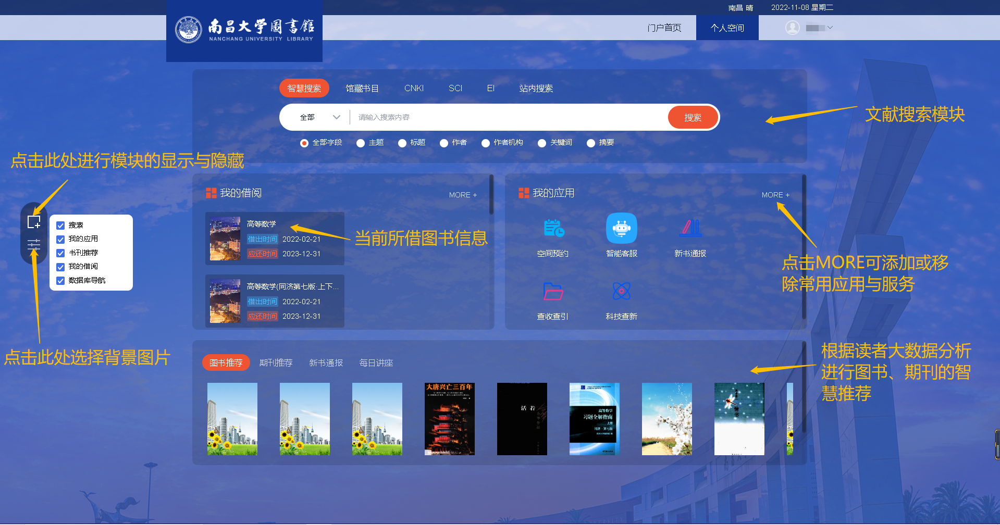 南昌 晴
2022-11-08 星期二
南昌大学圖書館
NANCHANG UNIVERSITY LIBRARY
门户首页
个人空间
智慧搜索
馆藏书目
CNKI
SCI
EI
站内搜索
全部
请输入搜索内容
搜索
全部字段
主题
标题
作者
作者机构
关键词
摘要
文献搜索模块
点击此处进行模块的显示与隐藏
搜索
我的应用
书刊推荐
我的借阅
数据库导航
点击此处选择背景图片
我的借阅
MORE +
高等数学
借出时间 2022-02-21
应还时间 2023-12-31
当前所借图书信息
高等数学(同济第七版·上下...
借出时间 2022-02-21
应还时间 2023-12-31
我的应用
MORE +
空间预约
智能客服
新书通报
查收查引
科技查新
点击MORE可添加或移
除常用应用与服务
图书推荐
期刊推荐
新书通报
每日讲座
大唐兴亡三百年
活着
高等数学
习题全解指南
上册
同济·第七版
情书
根据读者大数据分析
进行图书、期刊的智
慧推荐